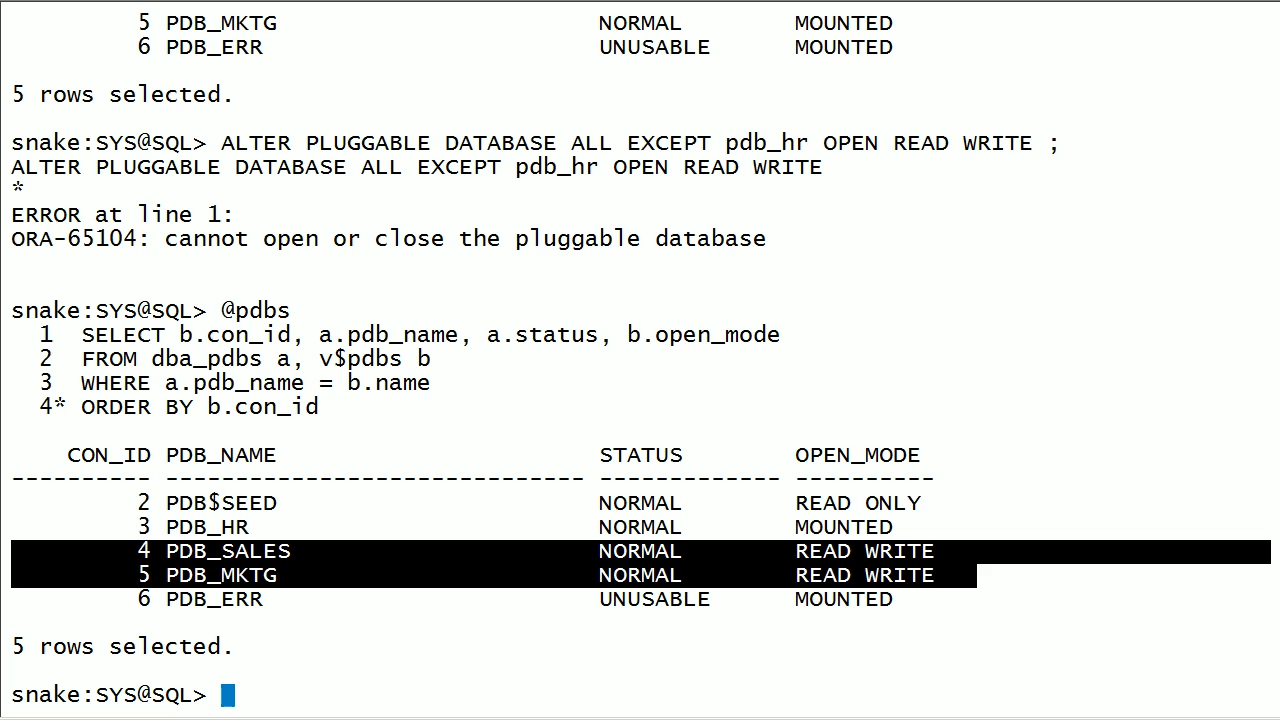 5 PDB_MKTG                       NORMAL        MOUNTED
         6 PDB_ERR                        UNUSABLE      MOUNTED
5 rows selected.
snake:SYS@SQL> ALTER PLUGGABLE DATABASE ALL EXCEPT pdb_hr OPEN READ WRITE ;
ALTER PLUGGABLE DATABASE ALL EXCEPT pdb_hr OPEN READ WRITE
*
ERROR at line 1:
ORA-65104: cannot open or close the pluggable database
snake:SYS@SQL> @pdbs
  1  SELECT b.con_id, a.pdb_name, a.status, b.open_mode
  2  FROM dba_pdbs a, v$pdbs b
  3  WHERE a.pdb_name = b.name
  4* ORDER BY b.con_id
    CON_ID PDB_NAME                       STATUS        OPEN_MODE
---------- ------------------------------ ------------- ----------
         2 PDB$SEED                       NORMAL        READ ONLY
         3 PDB_HR                         NORMAL        MOUNTED
         4 PDB_SALES                      NORMAL        READ WRITE
         5 PDB_MKTG                       NORMAL        READ WRITE
         6 PDB_ERR                        UNUSABLE      MOUNTED
5 rows selected.
snake:SYS@SQL>